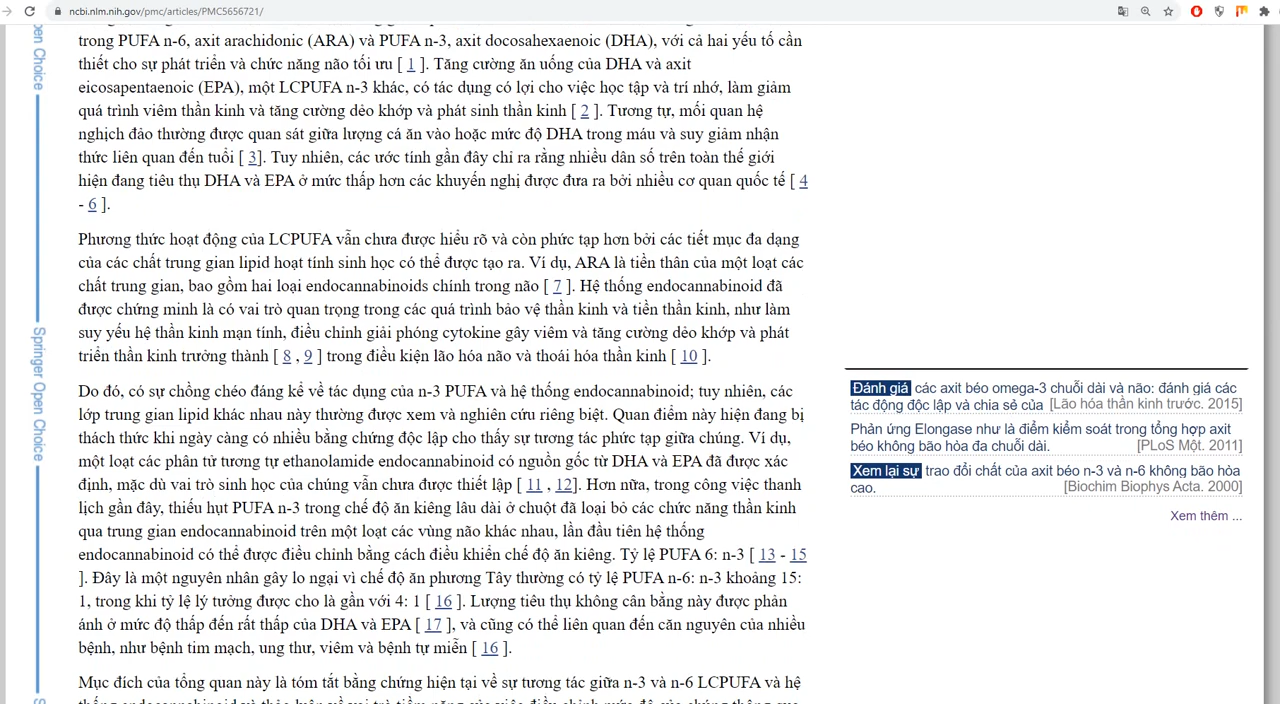 ncbi.nlm.nih.gov/pmc/articles/PMC5656721/
trong PUFA n-6, axit arachidonic (ARA) và PUFA n-3, axit docosahexaenoic (DHA), với cả hai yếu tố cần
thiết cho sự phát triển và chức năng não tối ưu [ 1 ]. Tăng cường ăn uống của DHA và axit
eicosapentaenoic (EPA), một LCPUFA n-3 khác, có tác dụng có lợi cho việc học tập và trí nhớ, làm giảm
quá trình viêm thần kinh và tăng cường dẻo khớp và phát sinh thần kinh [ 2 ]. Tương tự, mối quan hệ
nghịch đảo thường được quan sát giữa lượng cá ăn vào hoặc mức độ DHA trong máu và suy giảm nhận
thức liên quan đến tuổi [ 3]. Tuy nhiên, các ước tính gần đây chỉ ra rằng nhiều dân số trên toàn thế giới
hiện đang tiêu thụ DHA và EPA ở mức thấp hơn các khuyến nghị được đưa ra bởi nhiều cơ quan quốc tế [ 4
- 6 ].
Phương thức hoạt động của LCPUFA vẫn chưa được hiểu rõ và còn phức tạp hơn bởi các tiết mục đa dạng
của các chất trung gian lipid hoạt tính sinh học có thể được tạo ra. Ví dụ, ARA là tiền thân của một loạt các
chất trung gian, bao gồm hai loại endocannabinoids chính trong não [ 7 ]. Hệ thống endocannabinoid đã
được chứng minh là có vai trò quan trọng trong các quá trình bảo vệ thần kinh và tiền thần kinh, như làm
suy yếu hệ thần kinh mạn tính, điều chỉnh giải phóng cytokine gây viêm và tăng cường dẻo khớp và phát
triển thần kinh trưởng thành [ 8 , 9 ] trong điều kiện lão hóa não và thoái hóa thần kinh [ 10 ].
Do đó, có sự chồng chéo đáng kể về tác dụng của n-3 PUFA và hệ thống endocannabinoid; tuy nhiên, các
lớp trung gian lipid khác nhau này thường được xem và nghiên cứu riêng biệt. Quan điểm này hiện đang bị
thách thức khi ngày càng có nhiều bằng chứng độc lập cho thấy sự tương tác phức tạp giữa chúng. Ví dụ,
một loạt các phân tử tương tự ethanolamide endocannabinoid có nguồn gốc từ DHA và EPA đã được xác
định, mặc dù vai trò sinh học của chúng vẫn chưa được thiết lập [ 11 , 12]. Hơn nữa, trong công việc thanh
lịch gần đây, thiếu hụt PUFA n-3 trong chế độ ăn kiêng lâu dài ở chuột đã loại bỏ các chức năng thần kinh
qua trung gian endocannabinoid trên một loạt các vùng não khác nhau, lần đầu tiên hệ thống
endocannabinoid có thể được điều chỉnh bằng cách điều khiển chế độ ăn kiêng. Tỷ lệ PUFA 6: n-3 [ 13 - 15
]. Đây là một nguyên nhân gây lo ngại vì chế độ ăn phương Tây thường có tỷ lệ PUFA n-6: n-3 khoảng 15:
1, trong khi tỷ lệ lý tưởng được cho là gần với 4: 1 [ 16 ]. Lượng tiêu thụ không cân bằng này được phản
ánh ở mức độ thấp đến rất thấp của DHA và EPA [ 17 ], và cũng có thể liên quan đến căn nguyên của nhiều
bệnh, như bệnh tim mạch, ung thư, viêm và bệnh tự miễn [ 16 ].
Mục đích của tổng quan này là tóm tắt bằng chứng hiện tại về sự tương tác giữa n-3 và n-6 LCPUFA và hệ
Đánh giá các axit béo omega-3 chuỗi dài và não: đánh giá các
tác động độc lập và chia sẻ của [Lão hóa thần kinh trước. 2015]
Phản ứng Elongase như là điểm kiểm soát trong tổng hợp axit
béo không bão hòa đa chuỗi dài. [PLoS Một. 2011]
Xem lại sự trao đổi chất của axit béo n-3 và n-6 không bão hòa
cao. [Biochim Biophys Acta. 2000]
Xem thêm ...
pen Choice
Springer Open Choice